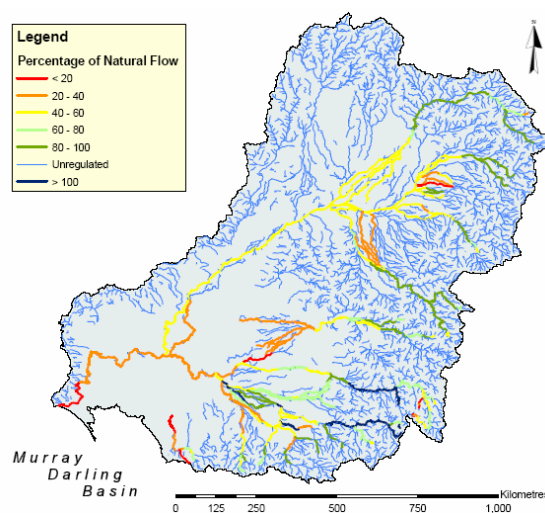 Legend
Percentage of Natural Flow
< 20
20 - 40
40 - 60
60 - 80
80 - 100
Unregulated
> 100
N
Murray
Darling
Basin
Kilometres
0 125 250 500 750 1,000